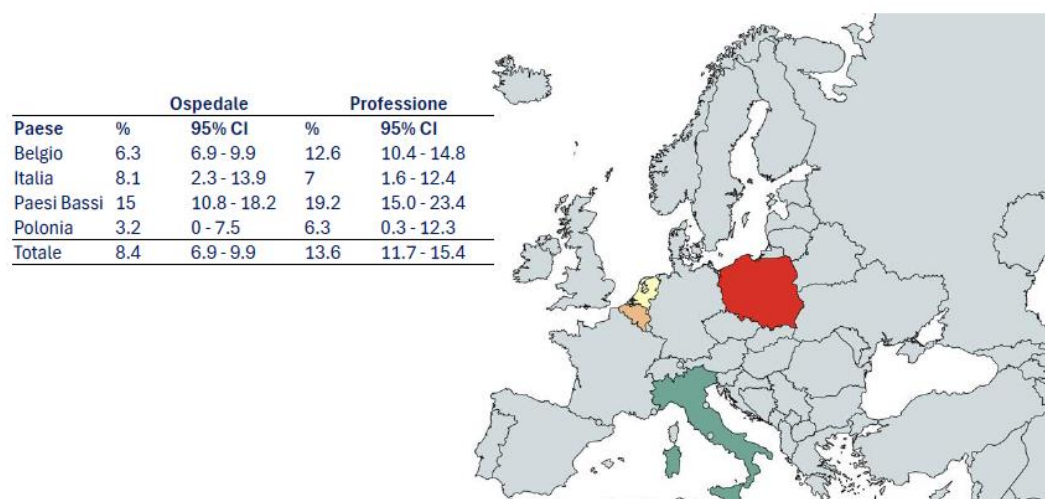 Ospedale Professione
Paese % 95% CI % 95% CI
Belgio 6.3 6.9 - 9.9 12.6 10.4 - 14.8
Italia 8.1 2.3 - 13.9 7 1.6 - 12.4
Paesi Bassi 15 10.8 - 18.2 19.2 15.0 - 23.4
Polonia 3.2 0 - 7.5 6.3 0.3 - 12.3
Totale 8.4 6.9 - 9.9 13.6 11.7 - 15.4